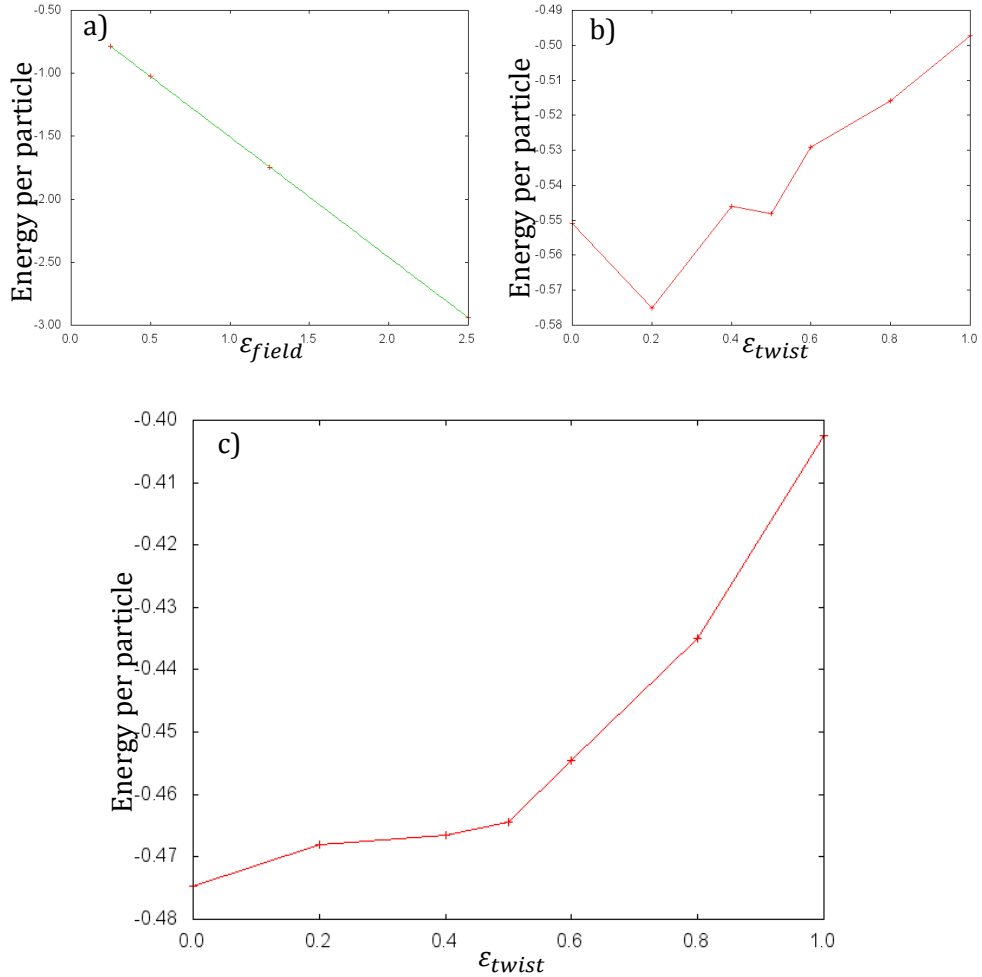 a)
-0.50
-1.00
-1.50
-2.00
-2.50
-3.00
0.0 0.5 1.0 1.5 2.0 2.5
Energy per particle
ε_field
b)
-0.49
-0.50
-0.51
-0.52
-0.53
-0.54
-0.55
-0.56
-0.57
-0.58
0.0 0.2 0.4 0.6 0.8 1.0
Energy per particle
ε_twist
c)
-0.40
-0.41
-0.42
-0.43
-0.44
-0.45
-0.46
-0.47
-0.48
0.0 0.2 0.4 0.6 0.8 1.0
Energy per particle
ε_twist